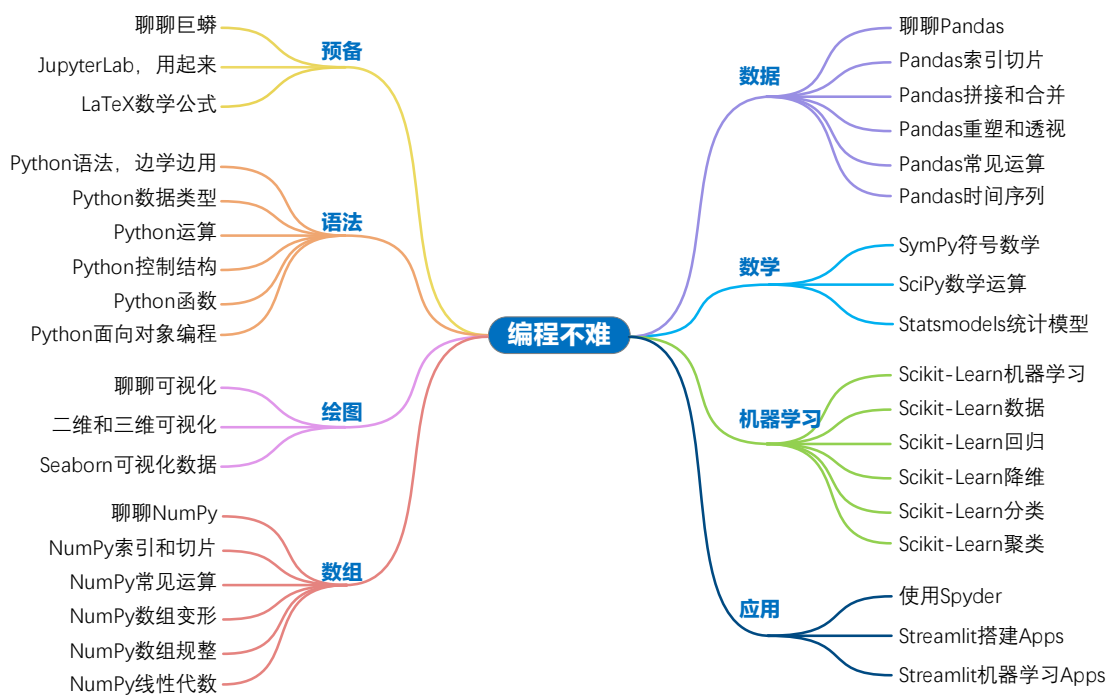 编程不难
预备
聊聊巨蟒
JupyterLab，用起来
LaTeX数学公式
语法
Python语法，边学边用
Python数据类型
Python运算
Python控制结构
Python函数
Python面向对象编程
绘图
聊聊可视化
二维和三维可视化
Seaborn可视化数据
数组
聊聊NumPy
NumPy索引和切片
NumPy常见运算
NumPy数组变形
NumPy数组规整
NumPy线性代数
数据
聊聊Pandas
Pandas索引切片
Pandas拼接和合并
Pandas重塑和透视
Pandas常见运算
Pandas时间序列
数学
SymPy符号数学
SciPy数学运算
Statsmodels统计模型
机器学习
Scikit-Learn机器学习
Scikit-Learn数据
Scikit-Learn回归
Scikit-Learn降维
Scikit-Learn分类
Scikit-Learn聚类
应用
使用Spyder
Streamlit搭建Apps
Streamlit机器学习Apps